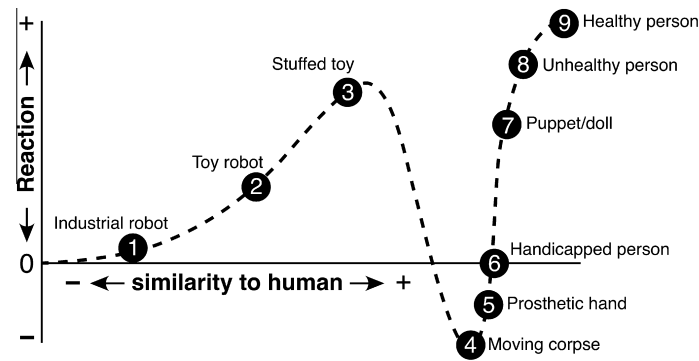 +
Healthy person
9
8
Unhealthy person
Stuffed toy
3
7
Puppet/doll
Reaction
Toy robot
2
Industrial robot
1
Handicapped person
0
6
− similarity to human +
5
Prosthetic hand
−
4
Moving corpse